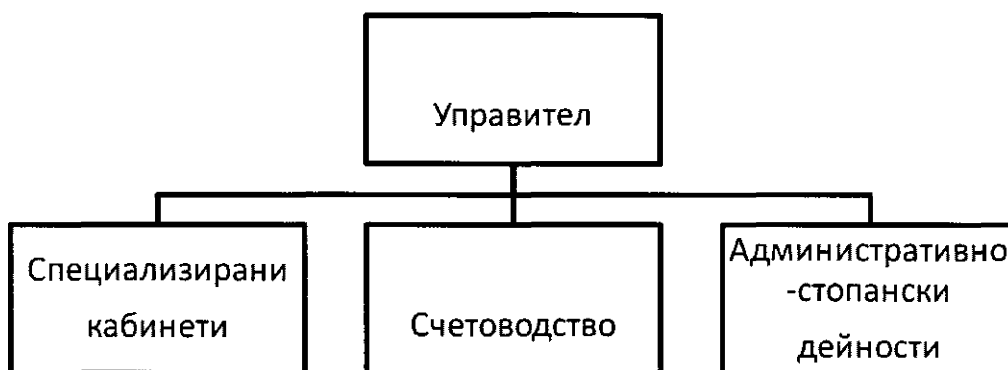 Управител
Специализирани
кабинети
Счетоводство
Административно
-стопански
дейности